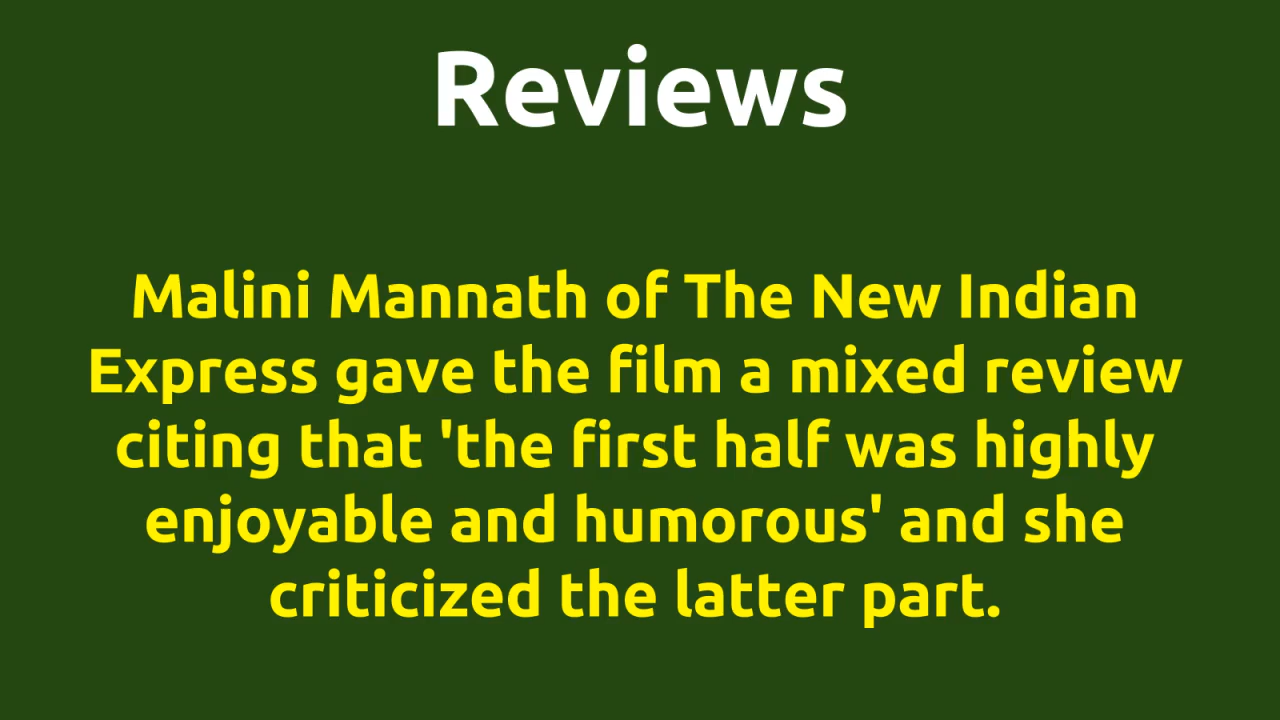 Reviews
Malini Mannath of The New Indian
Express gave the film a mixed review
citing that 'the first half was highly
enjoyable and humorous' and she
criticized the latter part.